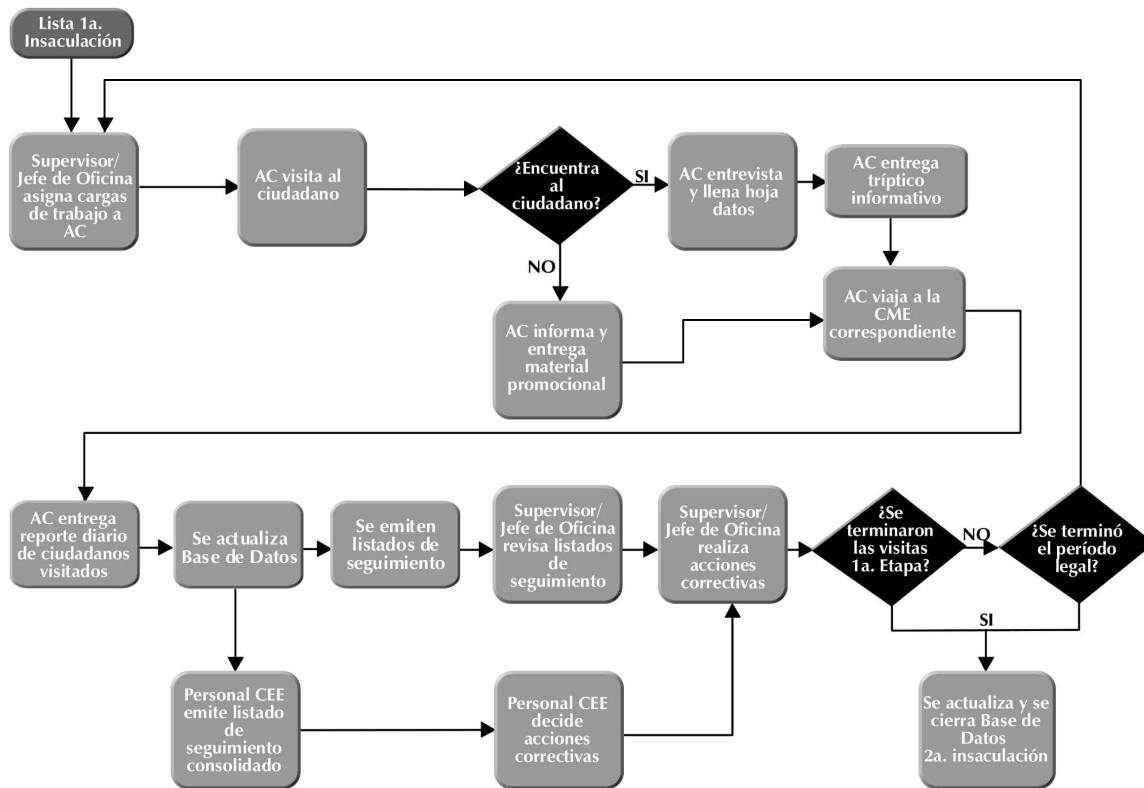 Lista 1a.
Insaculación
Supervisor/
Jefe de Oficina
asigna cargas
de trabajo a
AC
AC visita al
ciudadano
¿Encuentra
al
ciudadano?
SI
AC entrevista
y llena hoja
datos
AC entrega
tríptico
informativo
NO
AC informa y
entrega
material
promocional
AC viaja a la
CME
correspondiente
AC entrega
reporte diario
de ciudadanos
visitados
Se actualiza
Base de Datos
Se emiten
listados de
seguimiento
Supervisor/
Jefe de Oficina
revisa listados
de
seguimiento
Supervisor/
Jefe de Oficina
realiza
acciones
correctivas
¿Se
terminaron
las visitas
1a. Etapa?
NO
¿Se terminó
el período
legal?
SI
Personal CEE
emite listado
de
seguimiento
consolidado
Personal CEE
decide
acciones
correctivas
Se actualiza y se
cierra Base de
Datos
2a. insaculación